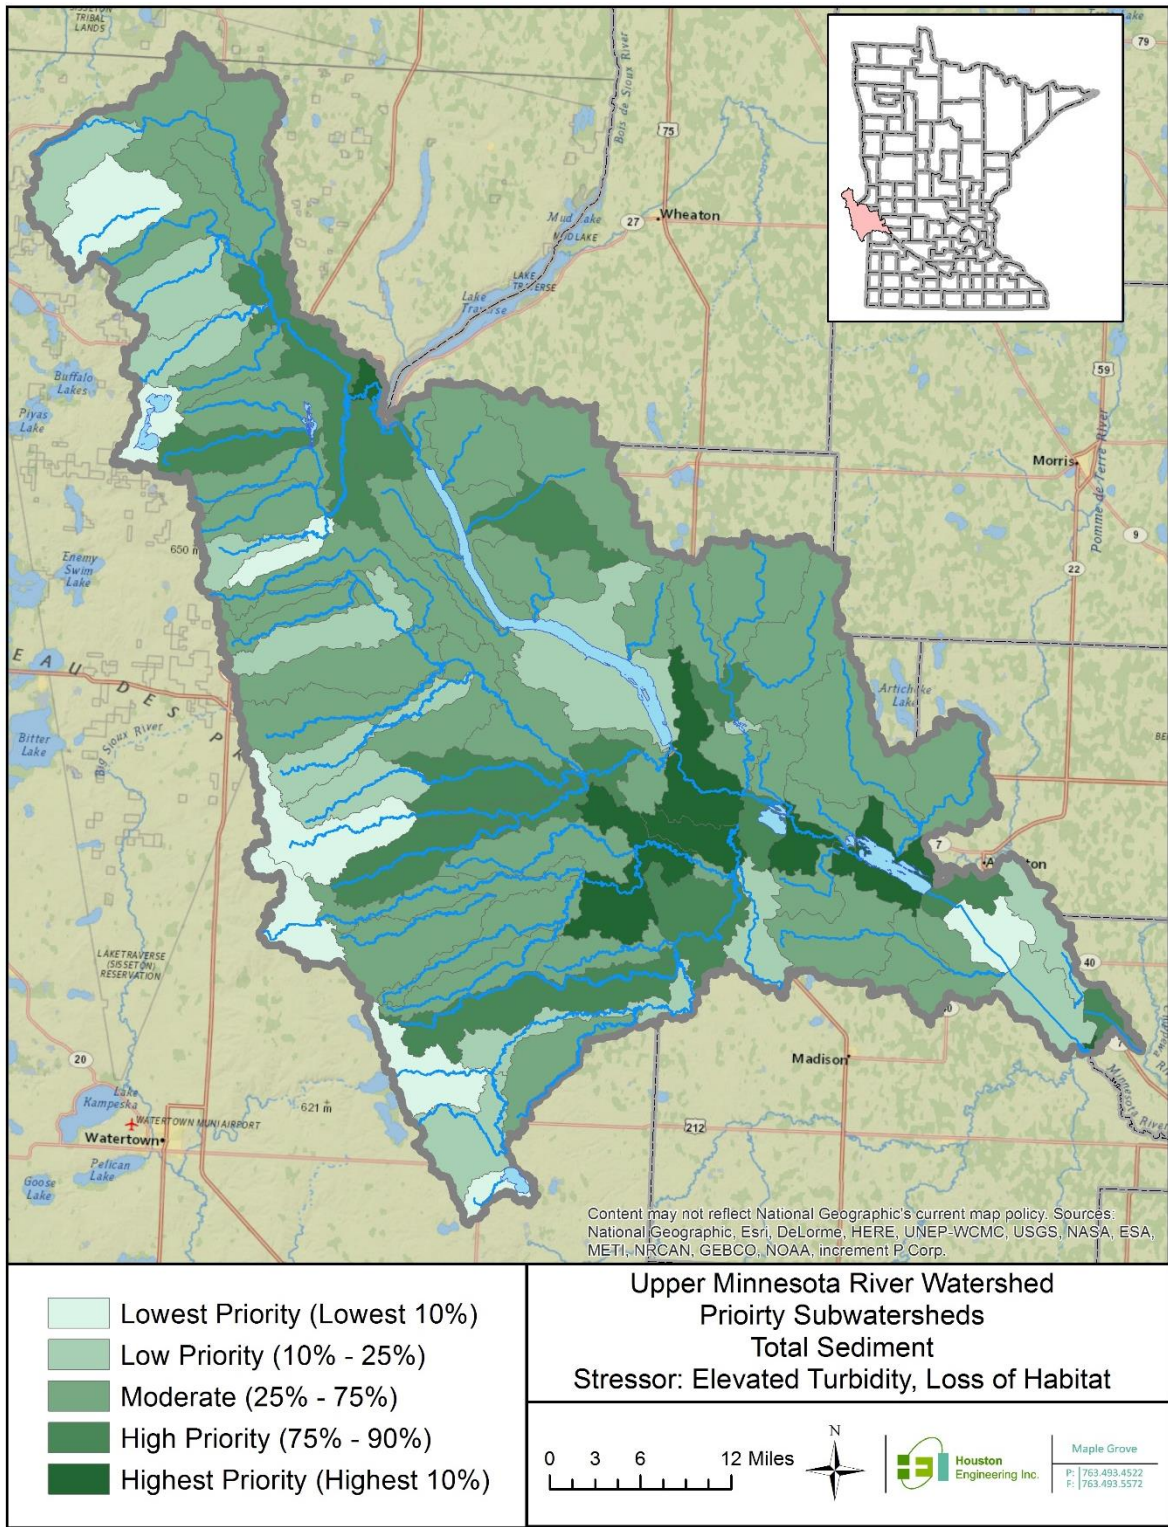 SISSETON
TRIBAL
LANDS
79
Bois de Sioux River
75
Wheaton
27
Mud Lake
MUD LAKE
LAKE
TRAVERSE
Lake
Traverse
59
Buffalo
Lakes
Piyas
Lake
Morris
Pomme de Terre River
9
22
650 m
Enemy
Swim
Lake
EAU DES PR
Artichoke
Lake
Bitter
Lake
Big Sioux River
7
LAKE TRAVERSE
(SISSETON)
RESERVATION
40
Madison
7
20
Lake
Kampeska
621 m
WATERTOWN MUNI AIRPORT
Watertown
212
Minnesota River
Pelican
Lake
Goose
Lake
Content may not reflect National Geographic's current map policy. Sources:
National Geographic, Esri, DeLorme, HERE, UNEP-WCMC, USGS, NASA, ESA,
METI, NRCAN, GEBCO, NOAA, increment P Corp.
Lowest Priority (Lowest 10%)
Low Priority (10% - 25%)
Moderate (25% - 75%)
High Priority (75% - 90%)
Highest Priority (Highest 10%)
Upper Minnesota River Watershed
Prioirty Subwatersheds
Total Sediment
Stressor: Elevated Turbidity, Loss of Habitat
0 3 6 12 Miles
N
Houston
Engineering Inc.
Maple Grove
P: 763.493.4522
F: 763.493.5572